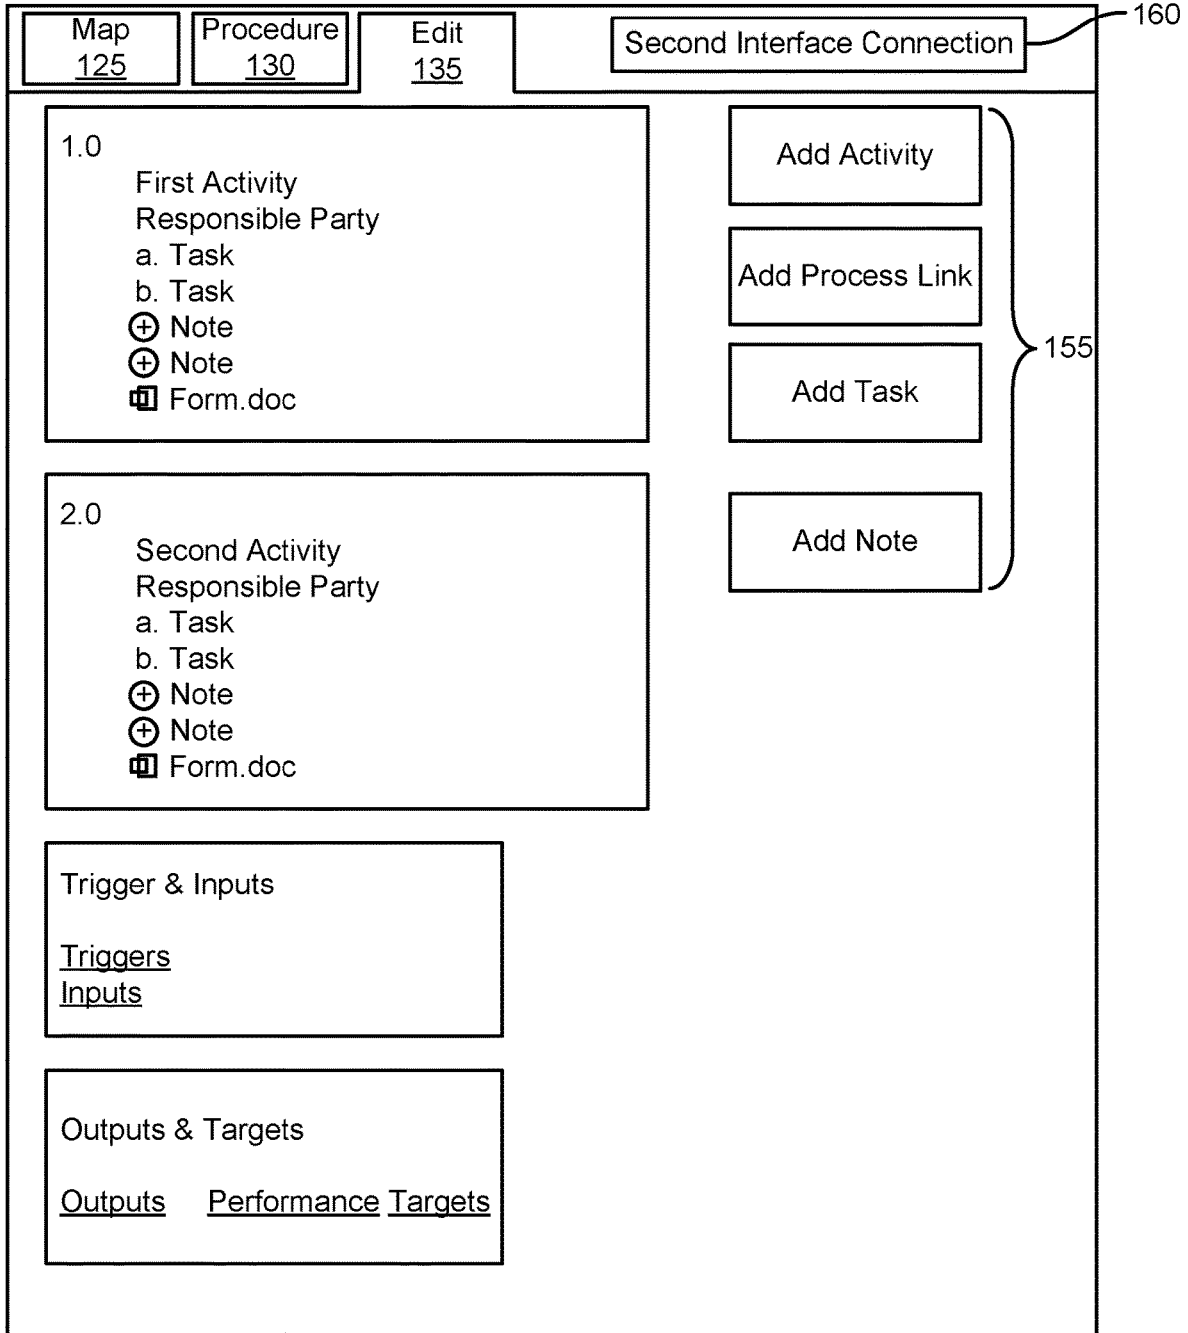 Map
125
Procedure
130
Edit
135
Second Interface Connection
160
1.0
First Activity
Responsible Party
a. Task
b. Task
Note
Note
Form.doc
Add Activity
Add Process Link
Add Task
Add Note
155
2.0
Second Activity
Responsible Party
a. Task
b. Task
Note
Note
Form.doc
Trigger & Inputs
Triggers
Inputs
Outputs & Targets
Outputs Performance Targets